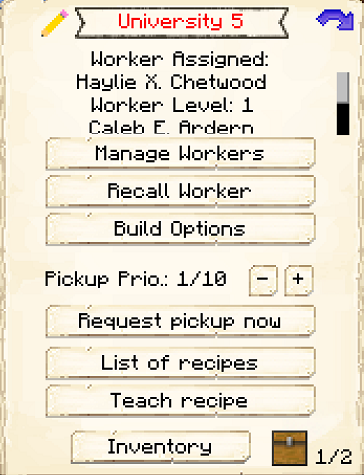 University 5
Worker Assigned:
Haylie X. Chetwood
Worker Level: 1
Caleb E. Ardern
Manage Workers
Recall Worker
Build Options
Pickup Prio.: 1/10 - +
Request pickup now
List of recipes
Teach recipe
Inventory
1/2